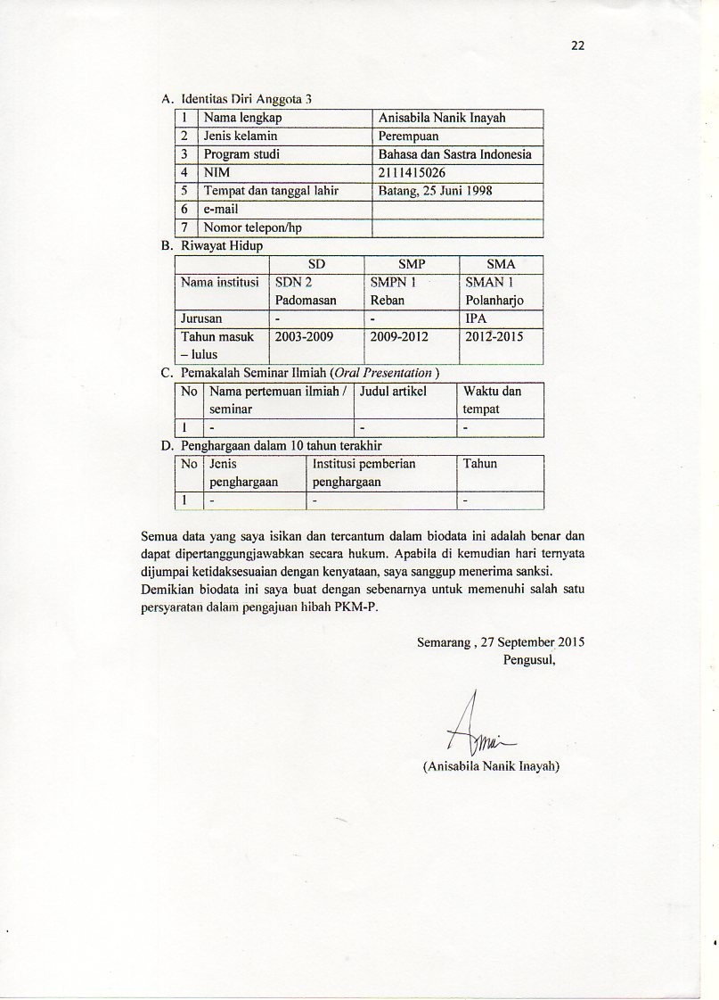 22
A. Identitas Diri Anggota 3
1 Nama lengkap Anisabila Nanik Inayah
2 Jenis kelamin Perempuan
3 Program studi Bahasa dan Sastra Indonesia
4 NIM 2111415026
5 Tempat dan tanggal lahir Batang, 25 Juni 1998
6 e-mail
7 Nomor telepon/hp
B. Riwayat Hidup
SD SMP SMA
Nama institusi SDN 2 SMPN 1 SMAN 1
Padomasan Reban Polanharjo
Jurusan - - IPA
Tahun masuk 2003-2009 2009-2012 2012-2015
– lulus
C. Pemakalah Seminar Ilmiah (Oral Presentation )
No Nama pertemuan ilmiah / Judul artikel Waktu dan
seminar tempat
1 - - -
D. Penghargaan dalam 10 tahun terakhir
No Jenis Institusi pemberian Tahun
penghargaan penghargaan
1 - - -
Semua data yang saya isikan dan tercantum dalam biodata ini adalah benar dan
dapat dipertanggungjawabkan secara hukum. Apabila di kemudian hari ternyata
dijumpai ketidaksesuaian dengan kenyataan, saya sanggup menerima sanksi.
Demikian biodata ini saya buat dengan sebenarnya untuk memenuhi salah satu
persyaratan dalam pengajuan hibah PKM-P.
Semarang , 27 September 2015
Pengusul,
(Anisabila Nanik Inayah)